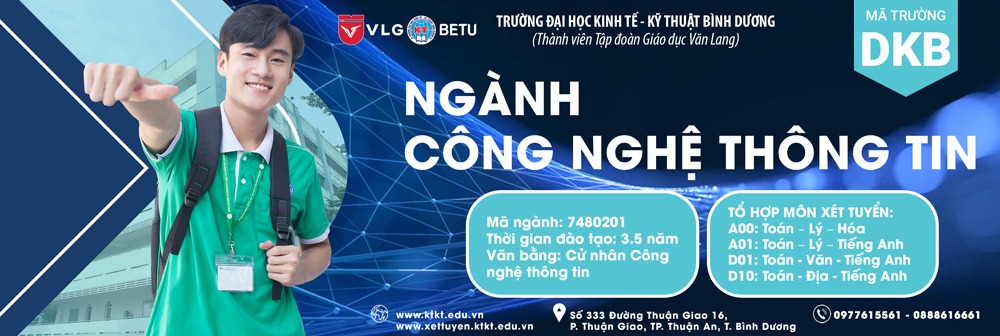 VLG BETU
TRƯỜNG ĐẠI HỌC KINH TẾ - KỸ THUẬT BÌNH DƯƠNG
(Thành viên Tập đoàn Giáo dục Văn Lang)
MÃ TRƯỜNG
DKB
NGÀNH
CÔNG NGHỆ THÔNG TIN
Mã ngành: 7480201
Thời gian đào tạo: 3.5 năm
Văn bằng: Cử nhân Công
nghệ thông tin
TỔ HỢP MÔN XÉT TUYỂN:
A00: Toán – Lý – Hóa
A01: Toán – Lý – Tiếng Anh
D01: Toán - Văn - Tiếng Anh
D10: Toán - Địa - Tiếng Anh
www.ktkt.edu.vn
www.xettuyen.ktkt.edu.vn
Số 333 Đường Thuận Giao 16,
P. Thuận Giao, TP. Thuận An, T. Bình Dương
0977615561 - 0888616661